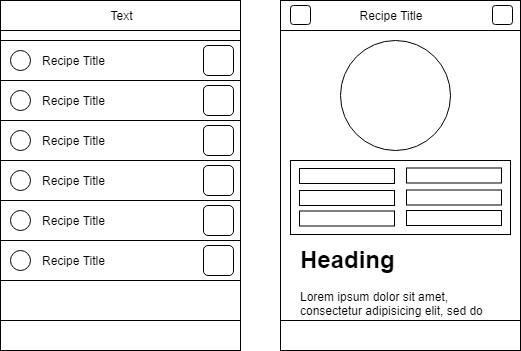 Text
Recipe Title
Recipe Title
Recipe Title
Recipe Title
Recipe Title
Recipe Title
Recipe Title
Heading
Lorem ipsum dolor sit amet,
consectetur adipisicing elit, sed do